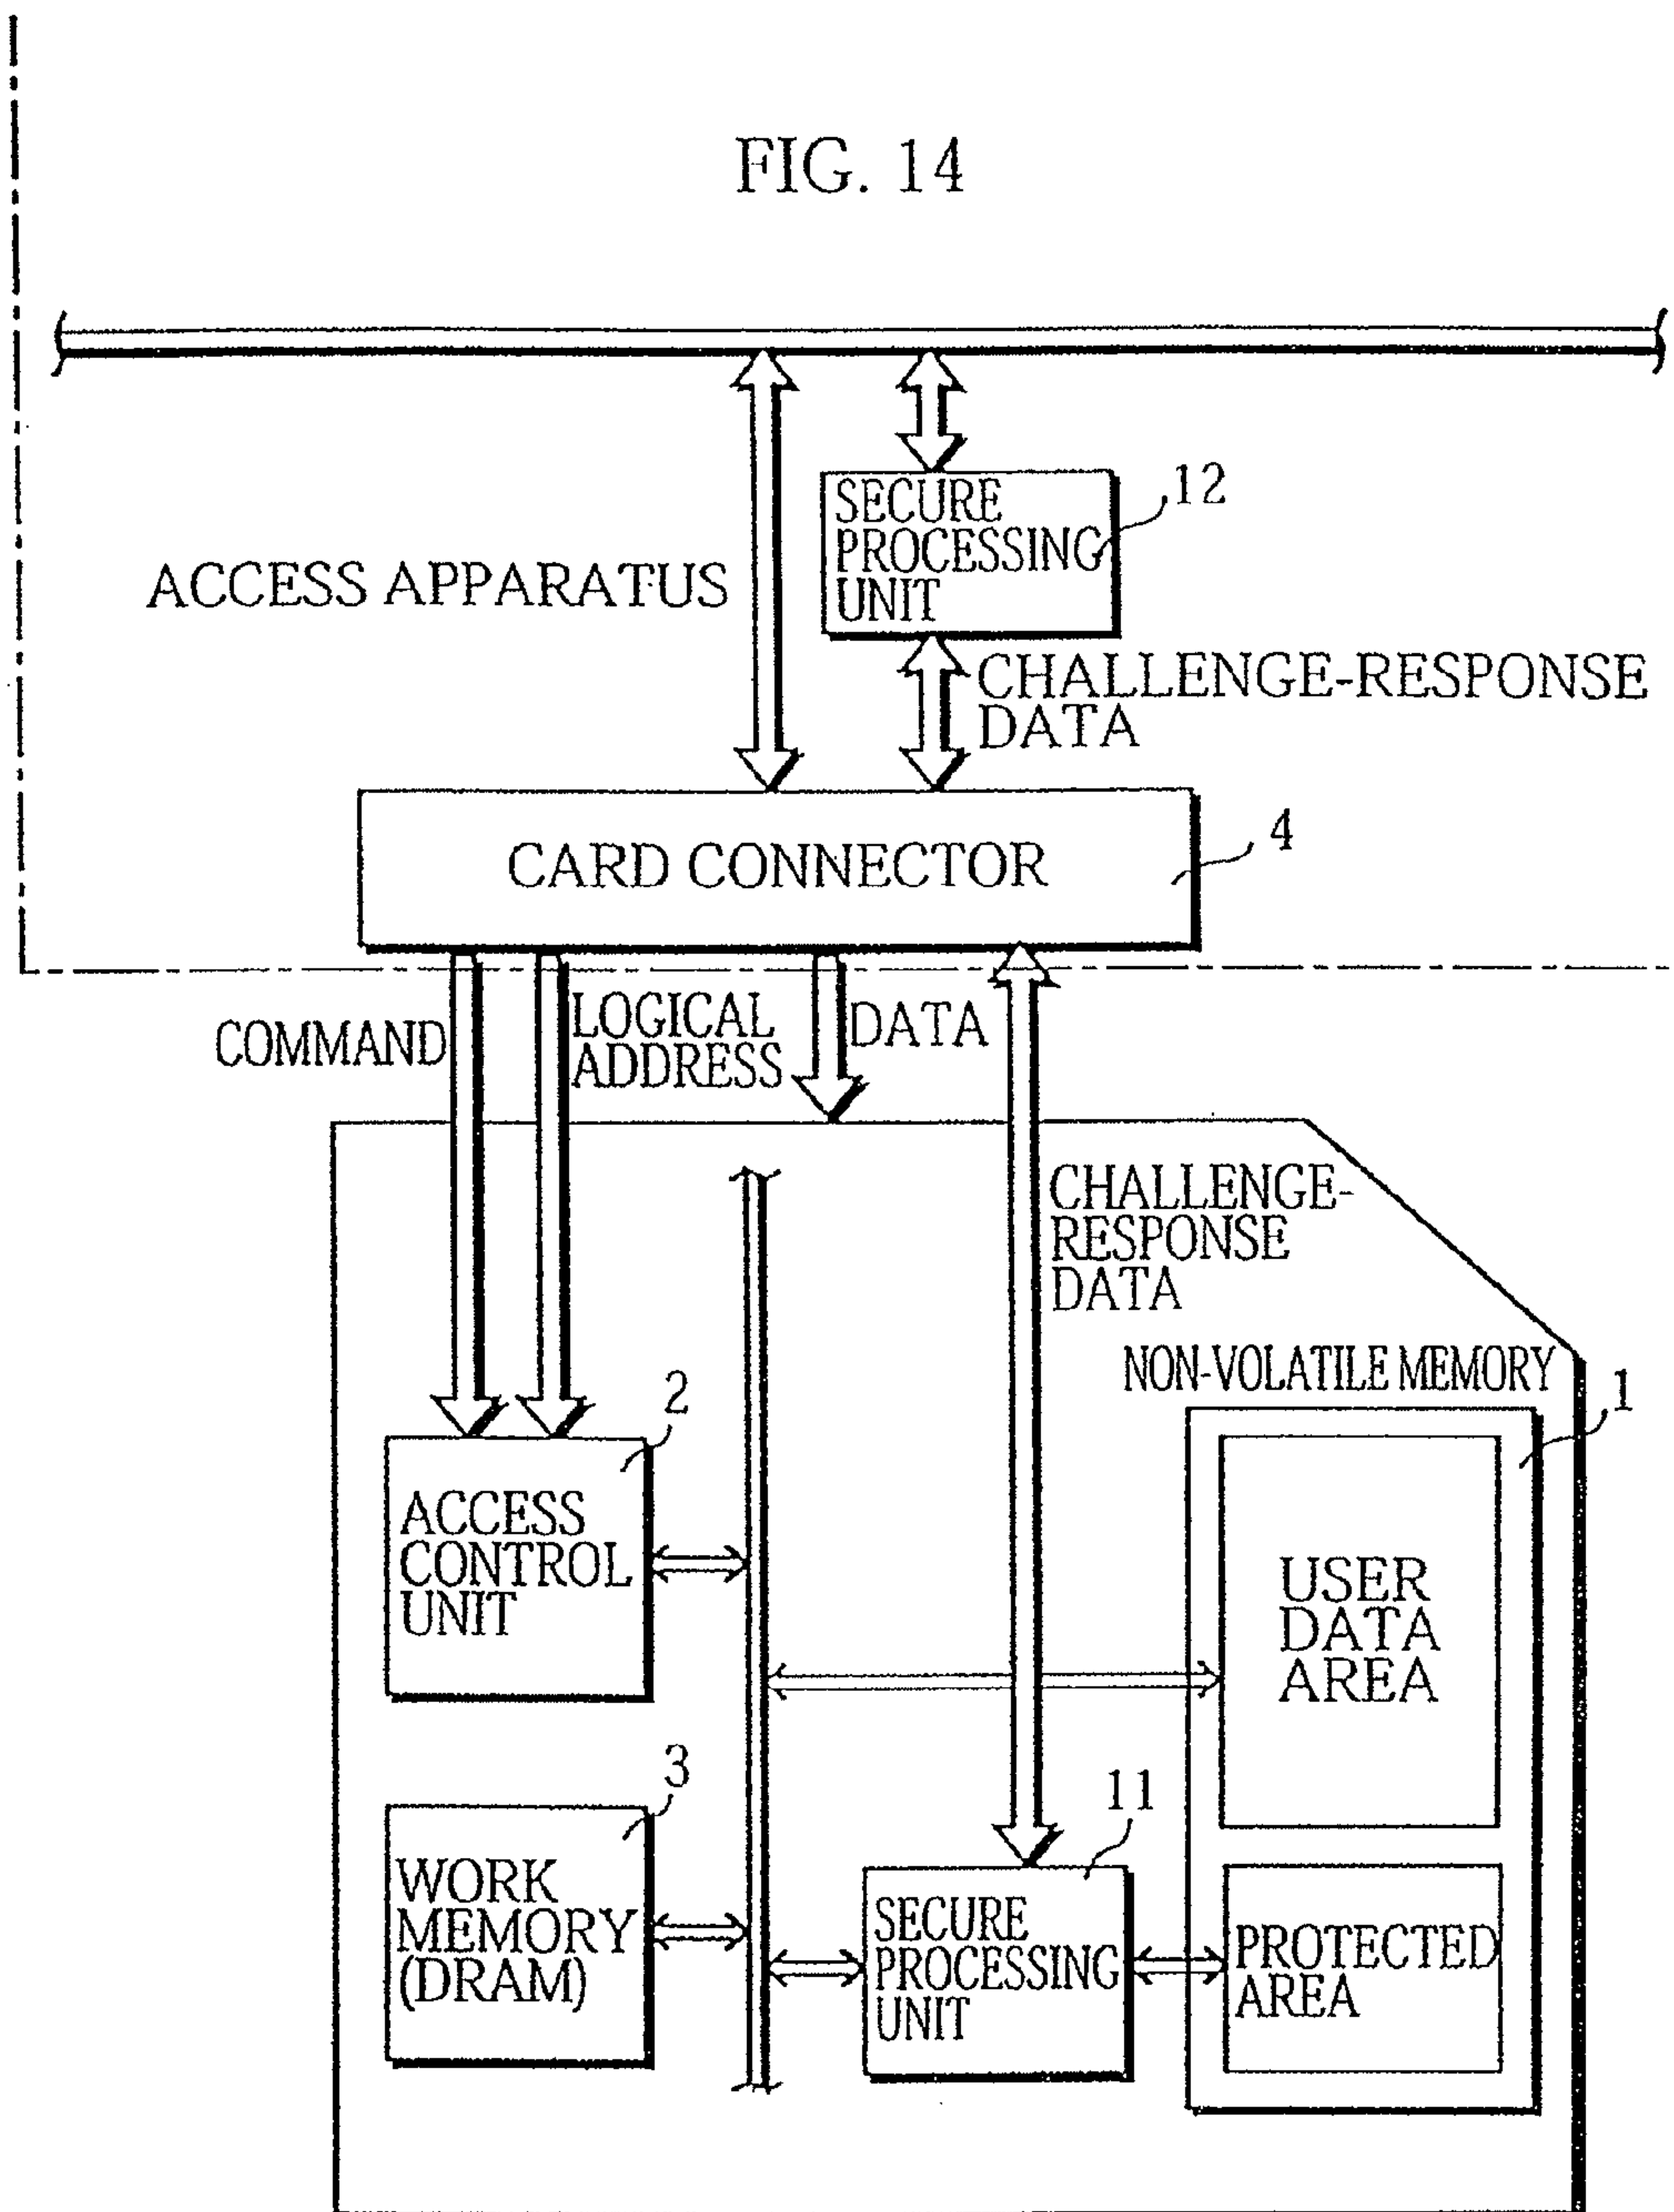 FIG. 14
SECURE
PROCESSING
UNIT
12
ACCESS APPARATUS
CHALLENGE-RESPONSE
DATA
CARD CONNECTOR
4
COMMAND
LOGICAL
ADDRESS
DATA
CHALLENGE-
RESPONSE
DATA
NON-VOLATILE MEMORY
1
2
ACCESS
CONTROL
UNIT
USER
DATA
AREA
3
WORK
MEMORY
(DRAM)
11
SECURE
PROCESSING
UNIT
PROTECTED
AREA